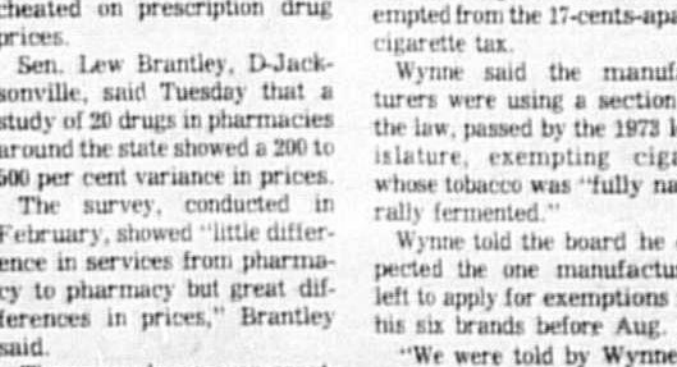 cheated on prescription drug
prices.
Sen. Lew Brantley, D-Jack-
sonville, said Tuesday that a
study of 20 drugs in pharmacies
around the state showed a 200 to
500 per cent variance in prices.
The survey, conducted in
February, showed "little differ-
ence in services from pharma-
cy to pharmacy but great dif-
ferences in prices," Brantley
said.
empted from the 17-cents-apa
cigarette tax.
Wynne said the manufa
turers were using a section
the law, passed by the 1973 l
islature, exempting ciga
whose tobacco was "fully na
rally fermented."
Wynne told the board he
pected the one manufactu
left to apply for exemptions
his six brands before Aug.
"We were told by Wynne